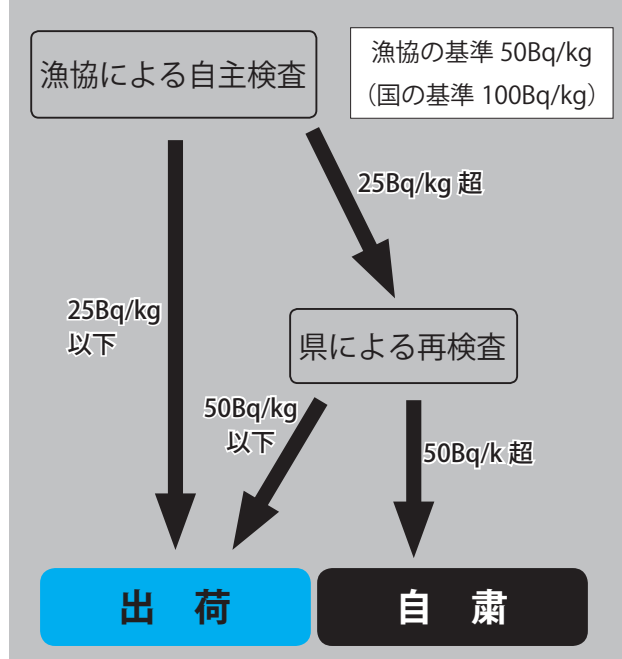 漁協による自主検査
漁協の基準 50Bq/kg
（国の基準 100Bq/kg）
25Bq/kg 超
25Bq/kg
以下
県による再検査
50Bq/kg
以下
50Bq/k 超
出 荷
自 粛